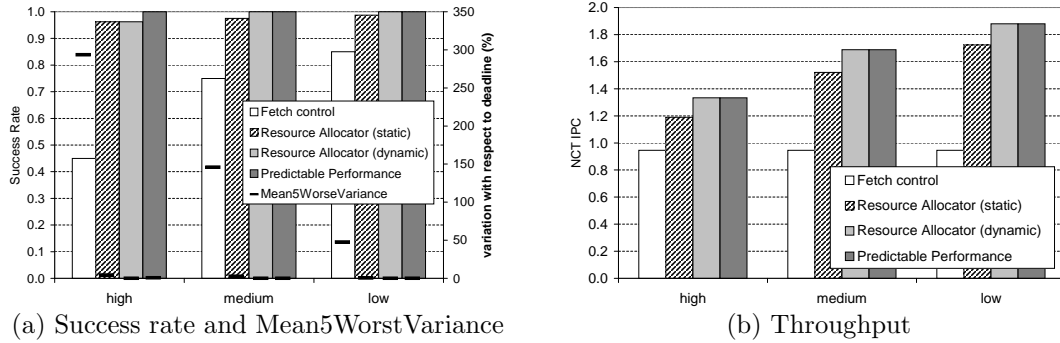 1.0
0.9
0.8
0.7
0.6
0.5
0.4
0.3
0.2
0.1
0.0
Success Rate
350
300
250
200
150
100
50
0
variation with respect to deadline (%)
Fetch control
Resource Allocator (static)
Resource Allocator (dynamic)
Predictable Performance
Mean5WorseVariance
high medium low
(a) Success rate and Mean5WorstVariance
2.0
1.8
1.6
1.4
1.2
1.0
0.8
0.6
0.4
0.2
0.0
NCT IPC
Fetch control
Resource Allocator (static)
Resource Allocator (dynamic)
Predictable Performance
high medium low
(b) Throughput